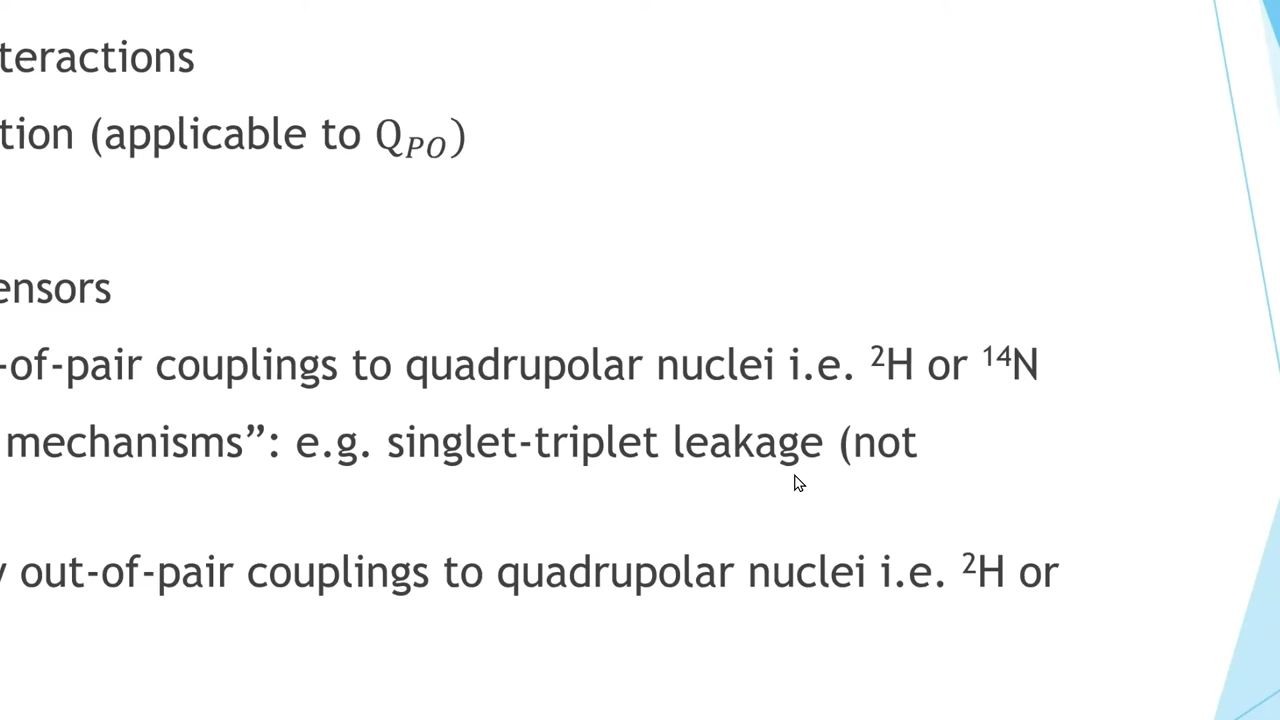 teractions
tion (applicable to Q_PO)
ensors
-of-pair couplings to quadrupolar nuclei i.e. ²H or ¹⁴N
mechanisms”: e.g. singlet-triplet leakage (not
out-of-pair couplings to quadrupolar nuclei i.e. ²H or